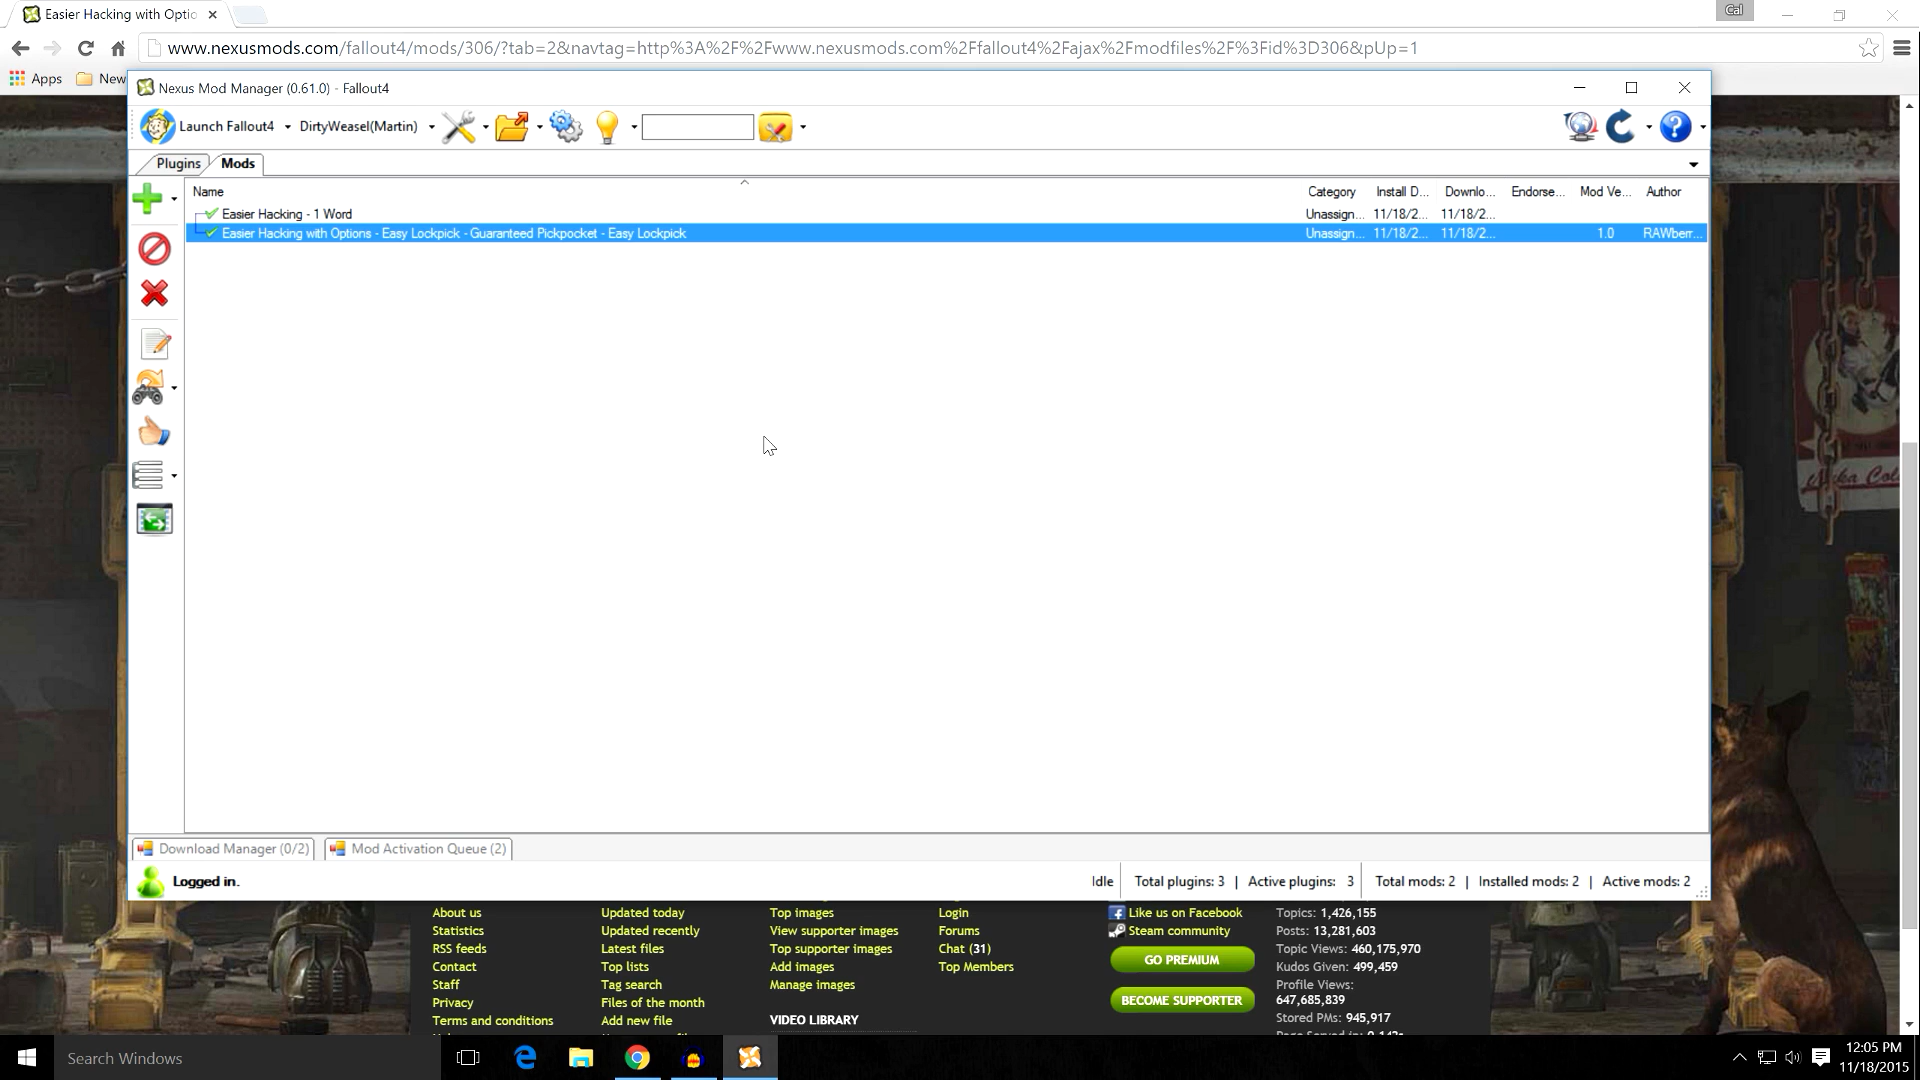 Easier Hacking with Optio
Cal
www.nexusmods.com/fallout4/mods/306/?tab=2&navtag=http%3A%2F%2Fwww.nexusmods.com%2Ffallout4%2Fajax%2Fmodfiles%2F%3Fid%3D306&pUp=1
Apps New
Nexus Mod Manager (0.61.0) - Fallout4
Launch Fallout4 DirtyWeasel(Martin)
Plugins Mods
Name Category Install D... Downlo... Endorse... Mod Ve... Author
Easier Hacking - 1 Word Unassign... 11/18/2... 11/18/2...
Easier Hacking with Options - Easy Lockpick - Guaranteed Pickpocket - Easy Lockpick Unassign... 11/18/2... 11/18/2... 1.0 RAWberr...
Download Manager (0/2) Mod Activation Queue (2)
Logged in. Idle Total plugins: 3 | Active plugins: 3 Total mods: 2 | Installed mods: 2 | Active mods: 2
About us Updated today Top images Login Like us on Facebook Topics: 1,426,155
Statistics Updated recently View supporter images Forums Steam community Posts: 13,281,603
RSS feeds Latest files Top supporter images Chat (31) Topic Views: 460,175,970
Contact Top lists Add images Top Members GO PREMIUM Kudos Given: 499,459
Staff Tag search Manage images Profile Views:
Privacy Files of the month BECOME SUPPORTER 647,685,839
Terms and conditions Add new file VIDEO LIBRARY Stored PMs: 945,917
Search Windows
12:05 PM
11/18/2015